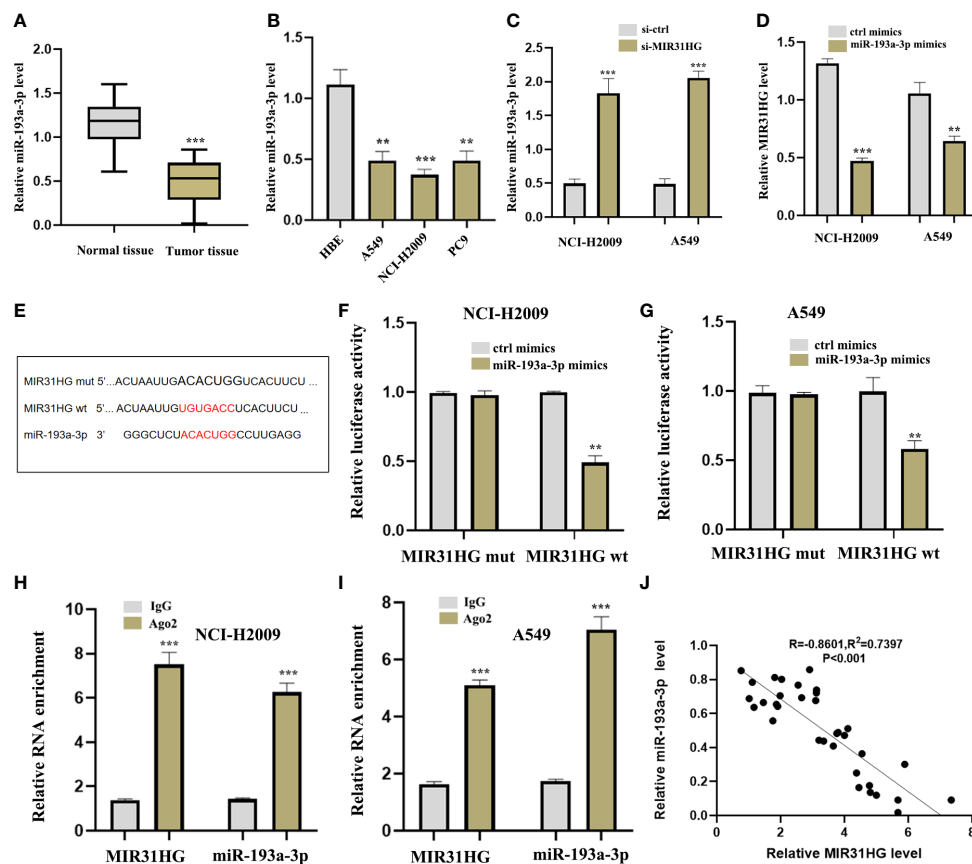 A
Relative miR-193a-3p level
2.0
1.5
1.0
0.5
0.0
***
Normal tissue
Tumor tissue
B
Relative miR-193a-3p level
1.5
1.0
0.5
0.0
**
***
**
HBE
A549
NCI-H2009
PC9
C
si-ctrl
si-MIR31HG
Relative miR-193a-3p level
2.5
2.0
1.5
1.0
0.5
0.0
***
***
NCI-H2009
A549
D
ctrl mimics
miR-193a-3p mimics
Relative MIR31HG level
1.5
1.0
0.5
0.0
***
**
NCI-H2009
A549
E
MIR31HG mut 5'...ACUAAUUGACACUGGUCACUUCU ...
MIR31HG wt 5'...ACUAAUUGUGUGACCUCACUUCU ...
miR-193a-3p 3' GGGCUCUACACUGGCCUUGAGG
F
NCI-H2009
ctrl mimics
miR-193a-3p mimics
Relative luciferase activity
1.5
1.0
0.5
0.0
**
MIR31HG mut
MIR31HG wt
G
A549
ctrl mimics
miR-193a-3p mimics
Relative luciferase activity
1.5
1.0
0.5
0.0
**
MIR31HG mut
MIR31HG wt
H
IgG
Ago2
NCI-H2009
Relative RNA enrichment
10
8
6
4
2
0
***
***
MIR31HG
miR-193a-3p
I
IgG
Ago2
A549
Relative RNA enrichment
8
6
4
2
0
***
***
MIR31HG
miR-193a-3p
J
R=-0.8601,R²=0.7397
P<0.001
Relative miR-193a-3p level
1.0
0.8
0.6
0.4
0.2
0.0
0
2
4
6
8
Relative MIR31HG level